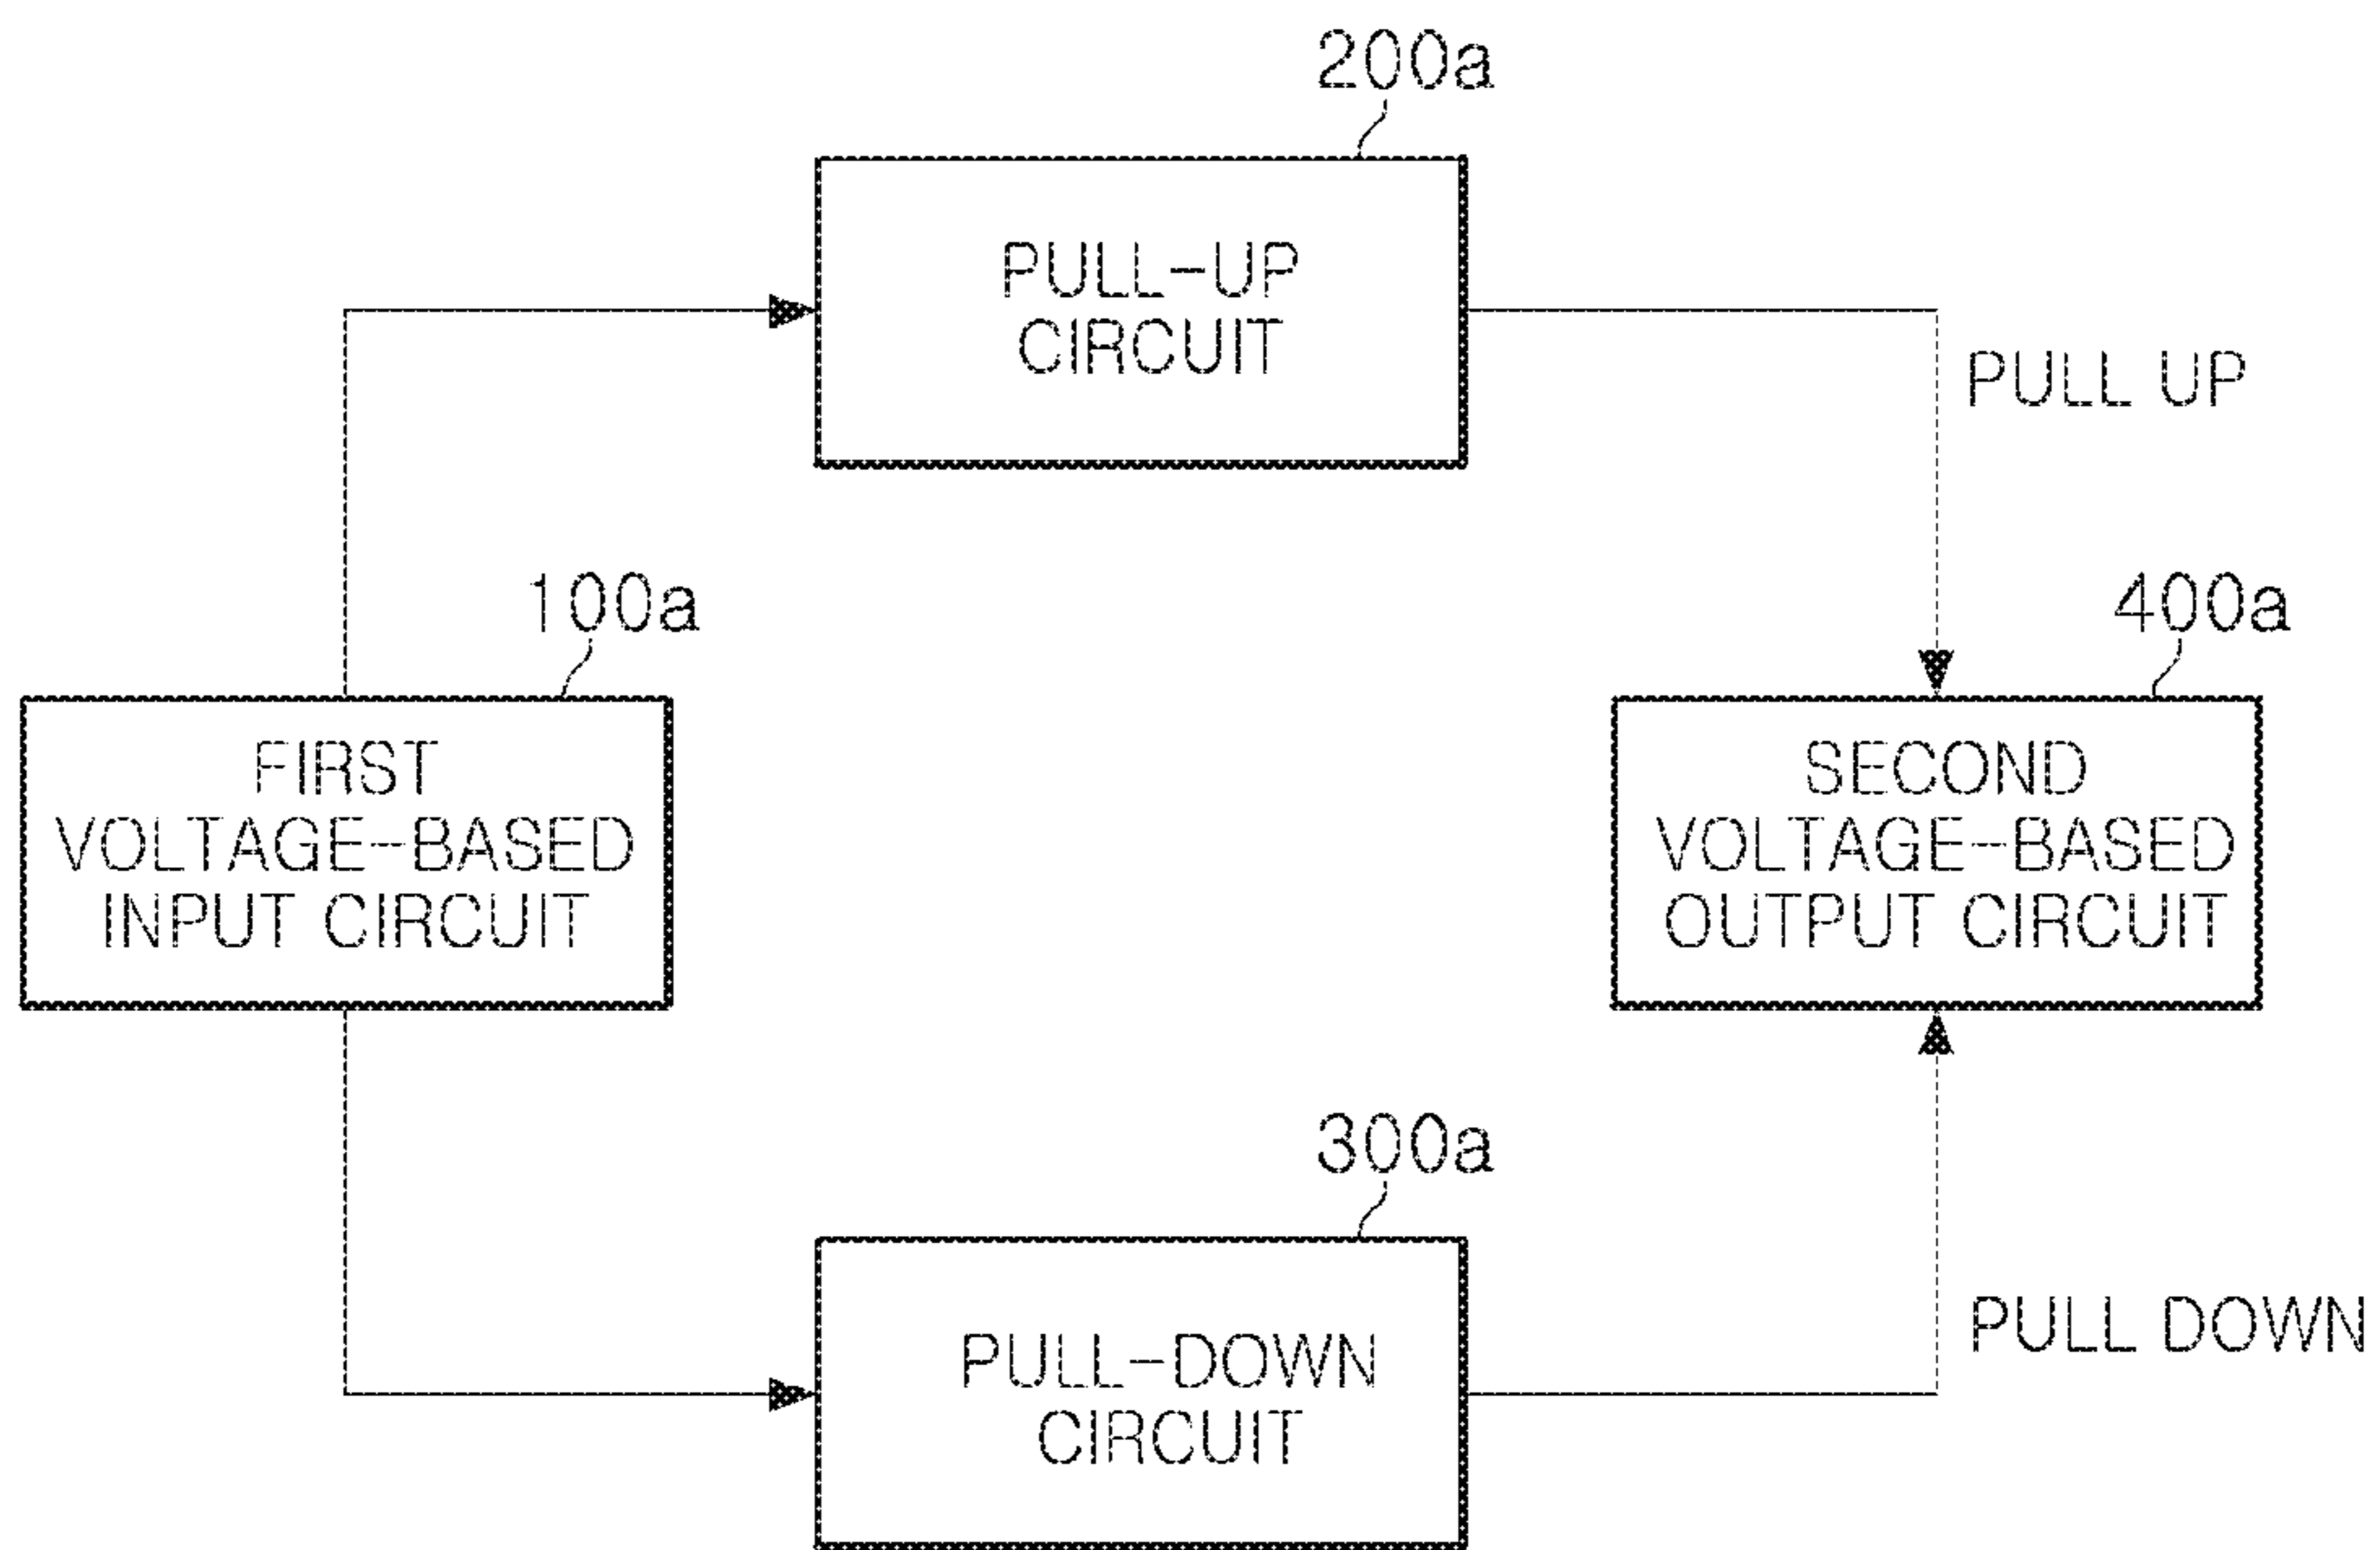 200a
PULL-UP
CIRCUIT
PULL UP
100a
400a
FIRST
VOLTAGE-BASED
INPUT CIRCUIT
SECOND
VOLTAGE-BASED
OUTPUT CIRCUIT
300a
PULL-DOWN
CIRCUIT
PULL DOWN